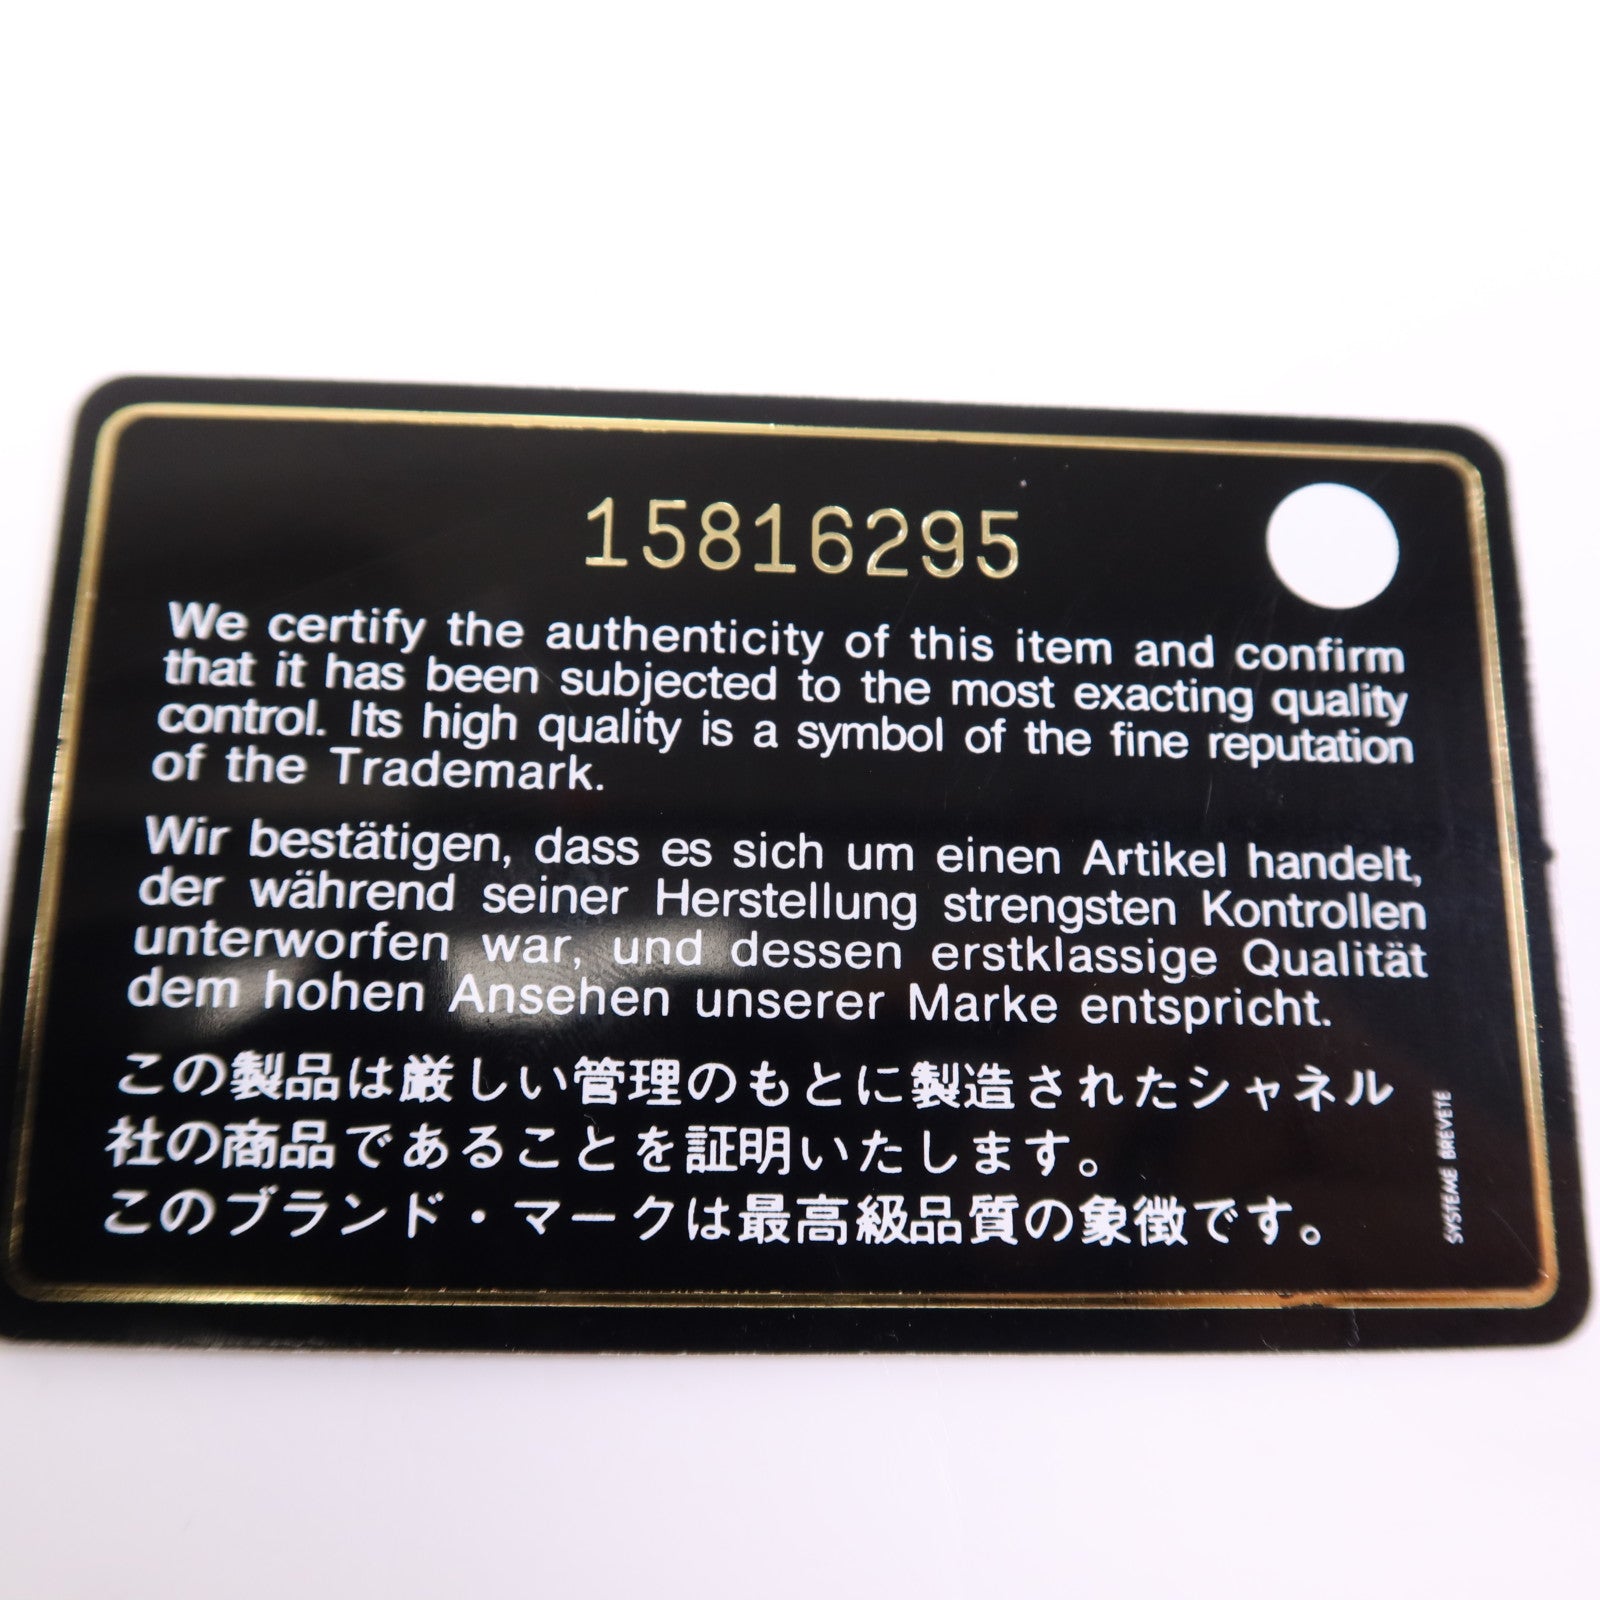 15816295
We certify the authenticity of this item and confirm
that it has been subjected to the most exacting quality
control. Its high quality is a symbol of the fine reputation
of the Trademark.
Wir bestätigen, dass es sich um einen Artikel handelt,
der während seiner Herstellung strengsten Kontrollen
unterworfen war, und dessen erstklassige Qualität
dem hohen Ansehen unserer Marke entspricht.
この製品は厳しい管理のもとに製造されたシャネル
社の商品であることを証明いたします。
このブランド・マークは最高級品質の象徴です。
SYSTEME BREVETE